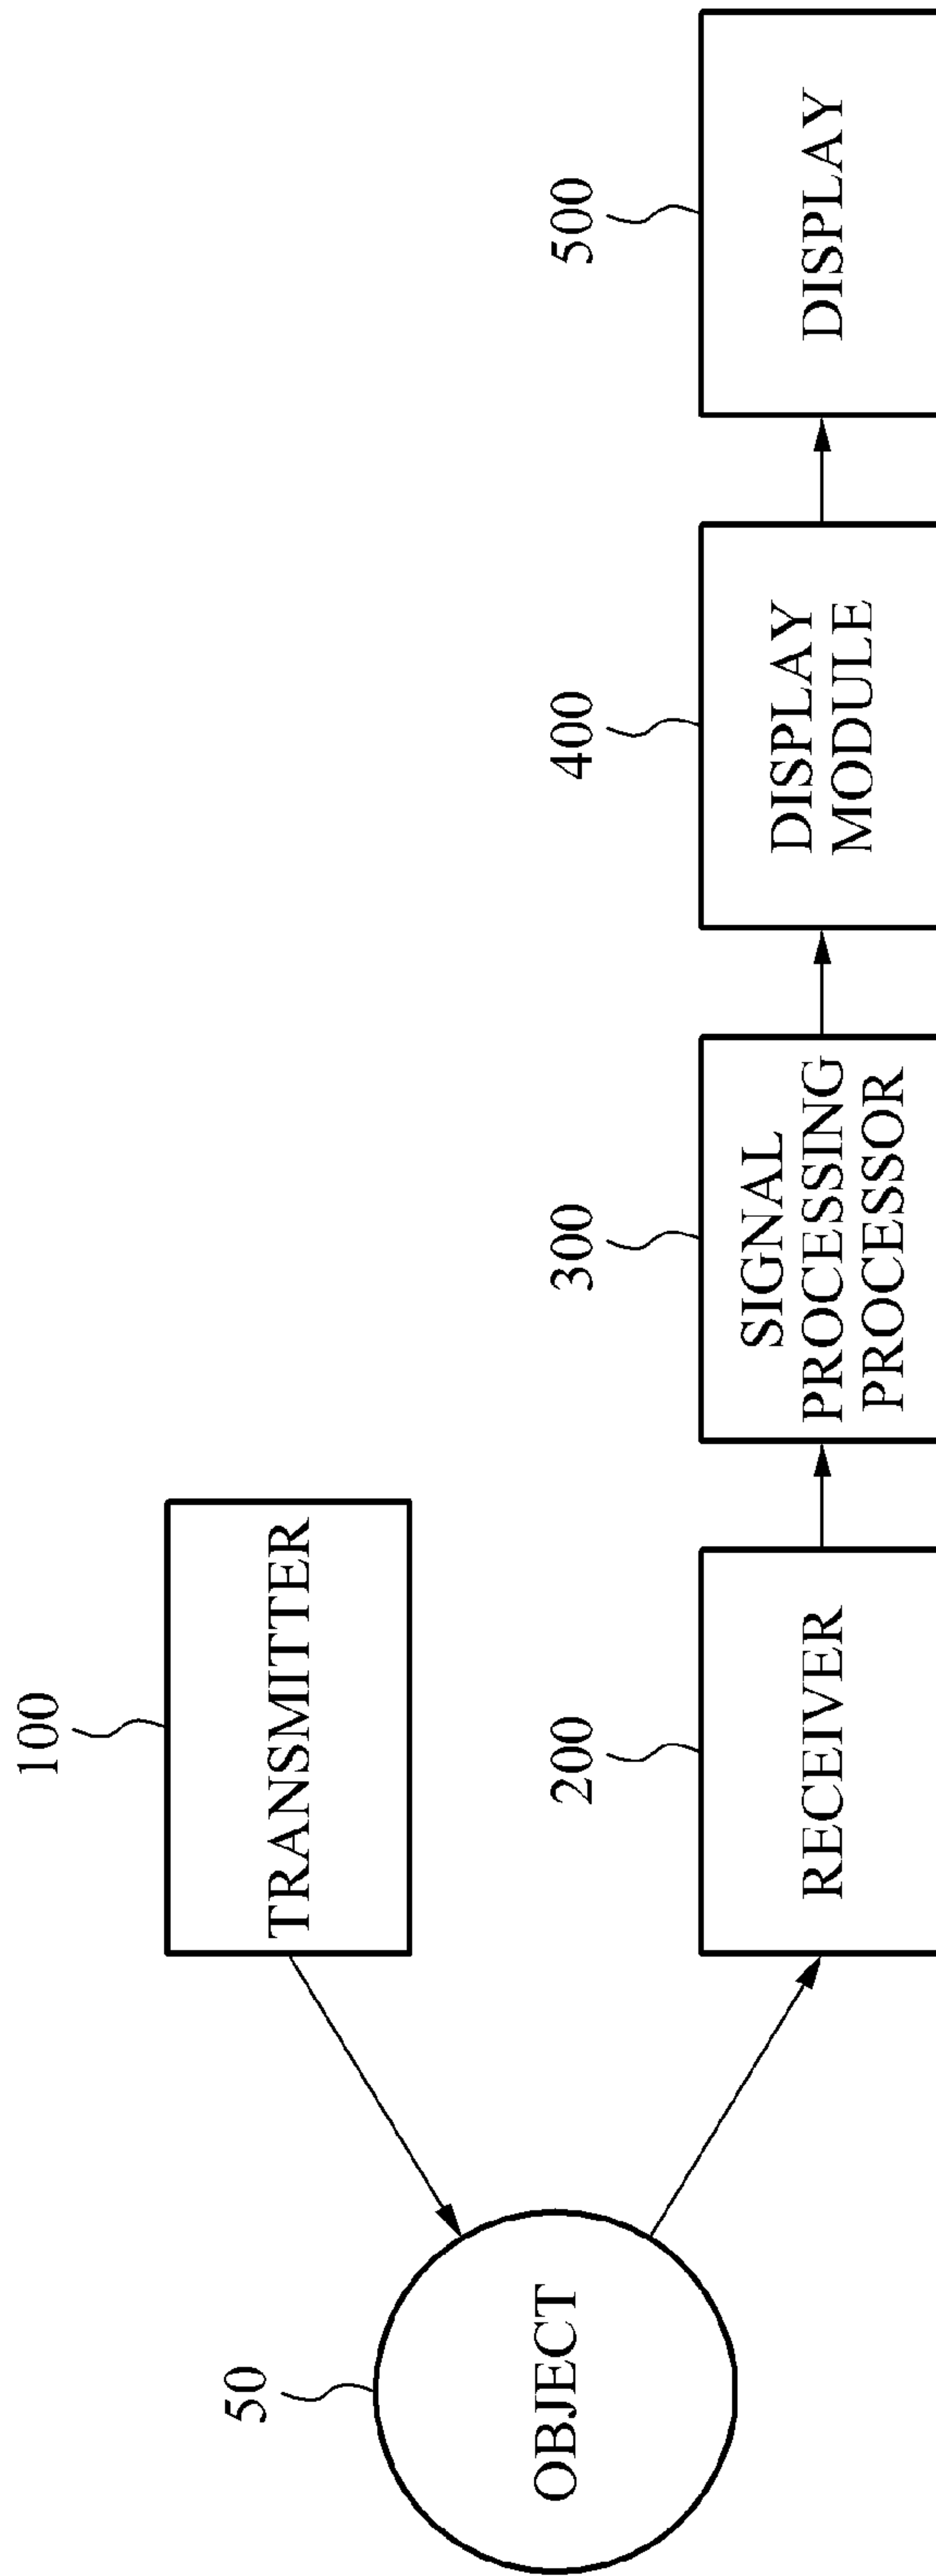 100
TRANSMITTER
50
OBJECT
200
RECEIVER
300
SIGNAL
PROCESSING
PROCESSOR
400
DISPLAY
MODULE
500
DISPLAY